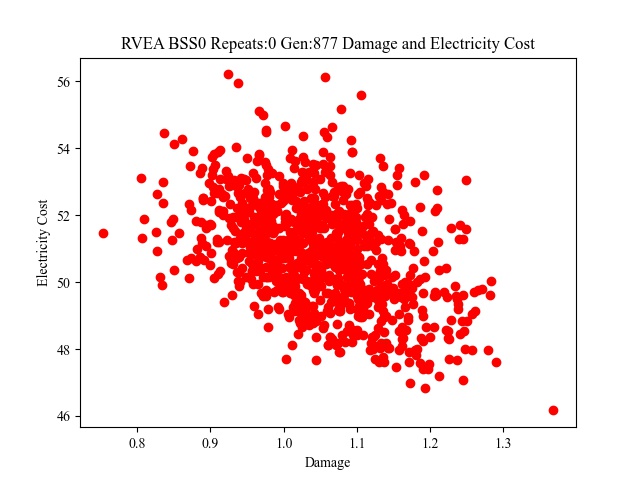 RVEA BSS0 Repeats:0 Gen:877 Damage and Electricity Cost
56
54
52
50
48
46
Electricity Cost
0.8 0.9 1.0 1.1 1.2 1.3
Damage